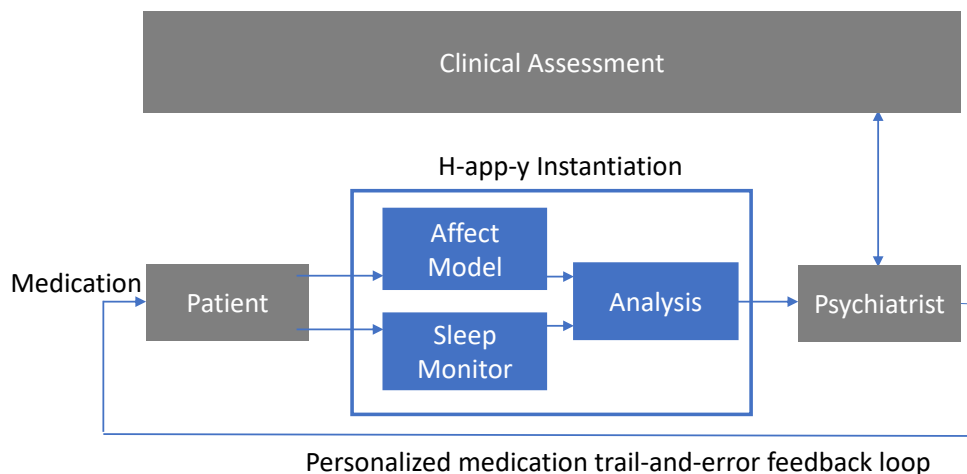 Clinical Assessment
H-app-y Instantiation
Affect
Model
Medication
Patient
Analysis
Psychiatrist
Sleep
Monitor
Personalized medication trail-and-error feedback loop